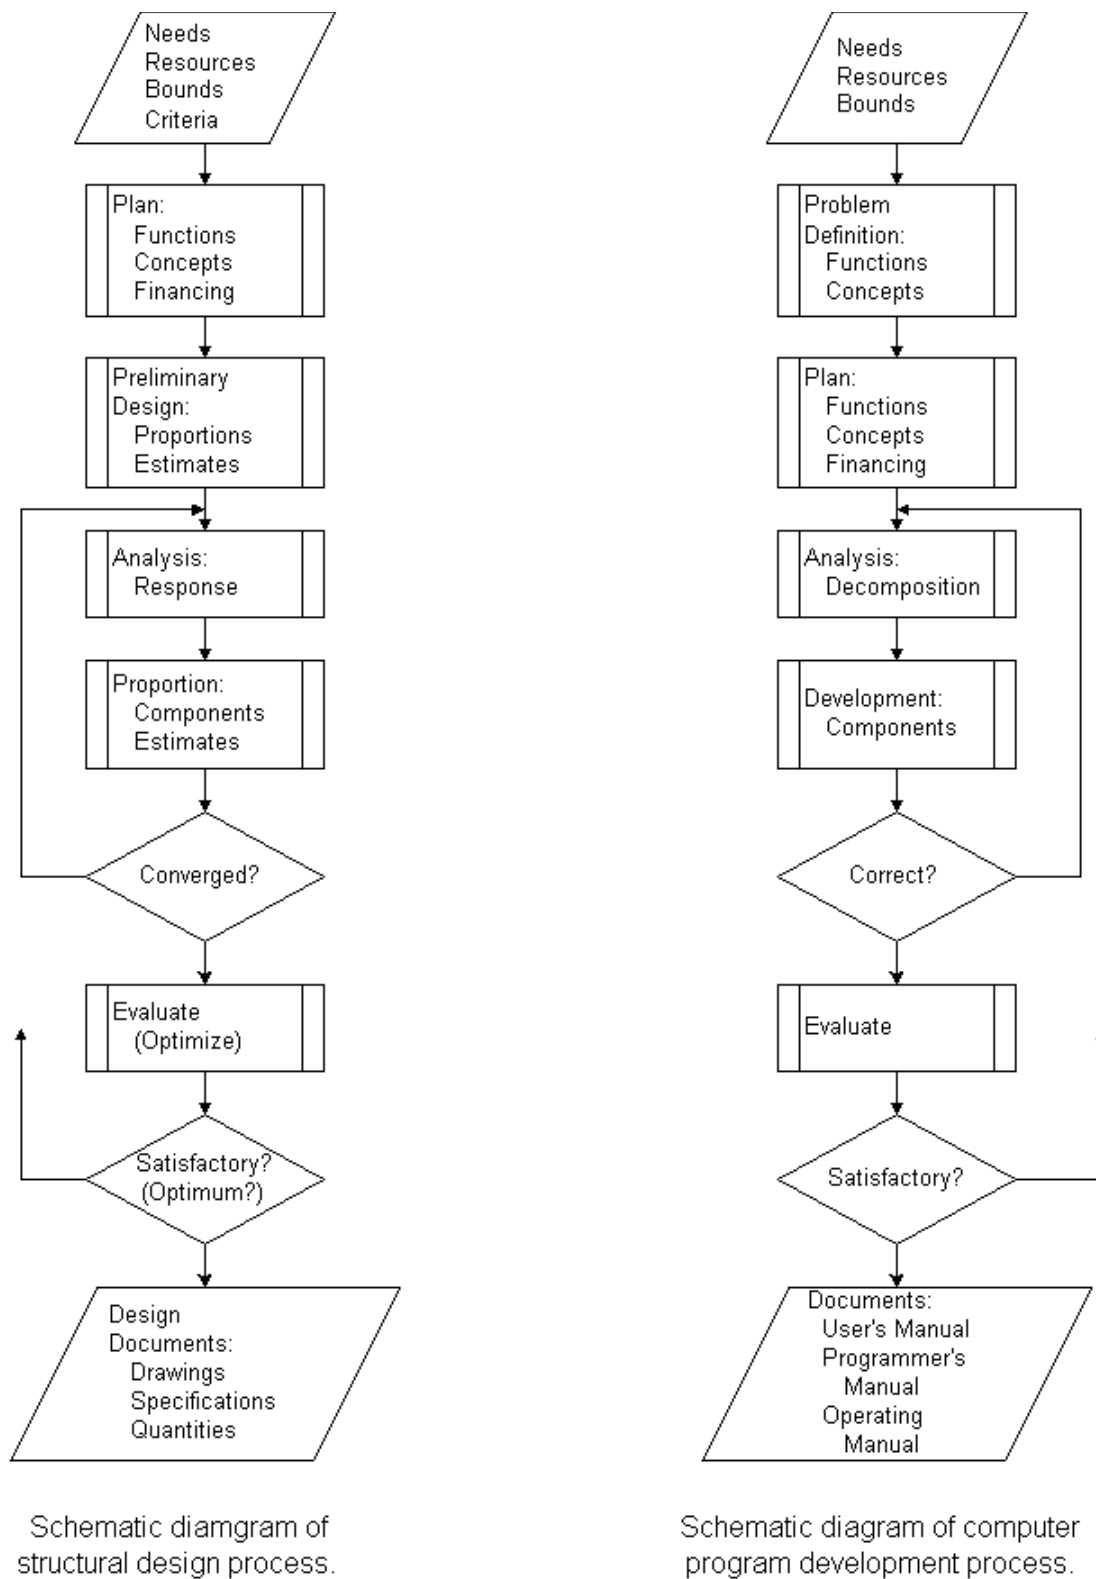 Needs
Resources
Bounds
Criteria
Plan:
Functions
Concepts
Financing
Preliminary
Design:
Proportions
Estimates
Analysis:
Response
Proportion:
Components
Estimates
Converged?
Evaluate
(Optimize)
Satisfactory?
(Optimum?)
Design
Documents:
Drawings
Specifications
Quantities
Schematic diamgram of
structural design process.
Needs
Resources
Bounds
Problem
Definition:
Functions
Concepts
Plan:
Functions
Concepts
Financing
Analysis:
Decomposition
Development:
Components
Correct?
Evaluate
Satisfactory?
Documents:
User's Manual
Programmer's
Manual
Operating
Manual
Schematic diagram of computer
program development process.